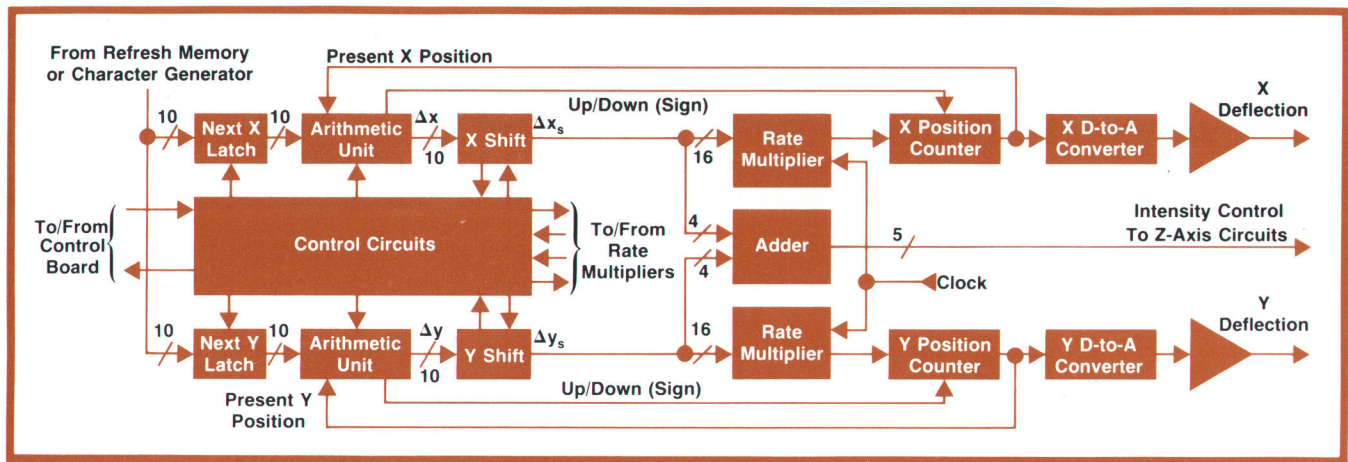 From Refresh Memory
or Character Generator
Present X Position
Up/Down (Sign)
X
Deflection
10
Next X
Latch
10
Arithmetic
Unit
Δx
10
X Shift
Δxs
16
Rate
Multiplier
X Position
Counter
X D-to-A
Converter
To/From
Control
Board
Control Circuits
To/From
Rate
Multipliers
4
4
Adder
5
Intensity Control
To Z-Axis Circuits
Clock
10
Next Y
Latch
10
Arithmetic
Unit
Δy
10
Y Shift
Δys
16
Rate
Multiplier
Y Position
Counter
Y D-to-A
Converter
Y
Deflection
Present Y
Position
Up/Down (Sign)